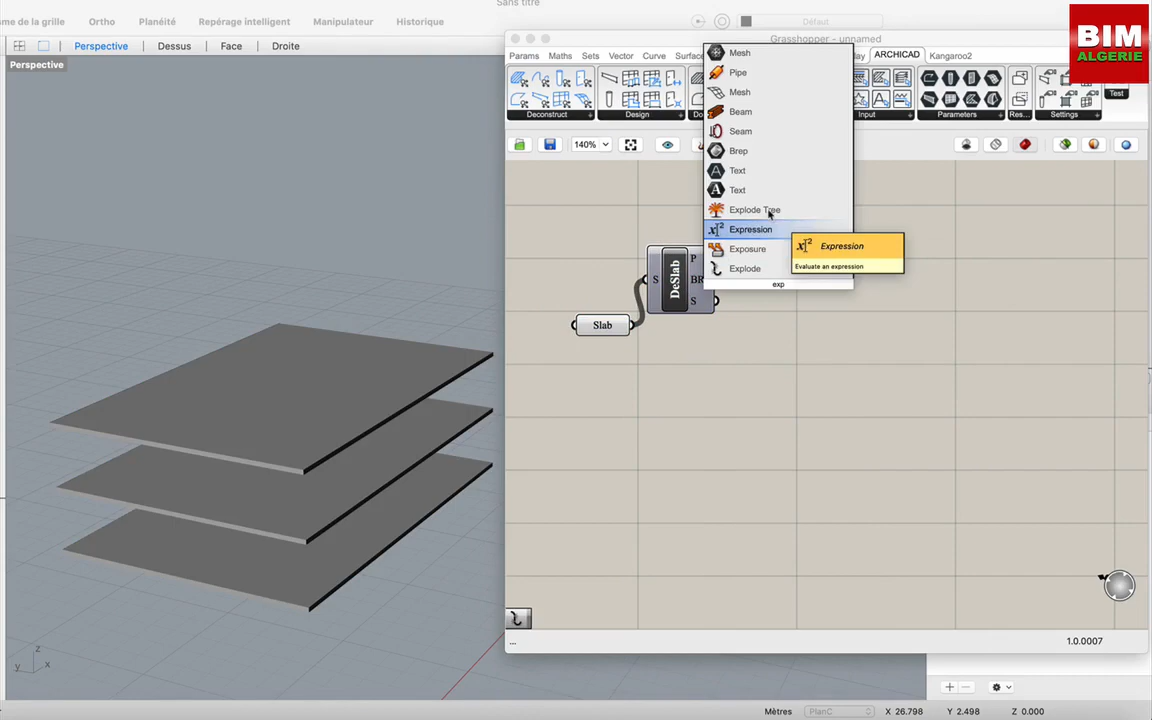 Sans titre
me de la grille
Ortho
Planéité
Repérage intelligent
Manipulateur
Historique
Défaut
Perspective
Dessus
Face
Droite
Perspective
Grasshopper - unnamed
Params
Maths
Sets
Vector
Curve
Surface
ARCHICAD
Kangaroo2
Deconstruct
Design
Input
Parameters
Res...
Settings
Test
140%
Mesh
Pipe
Mesh
Beam
Seam
Brep
Text
Text
Explode Tree
Expression
Exposure
Explode
exp
Expression
Evaluate an expression
S
DeSlab
P
BR
S
Slab
...
1.0.0007
z
y
x
Mètres
PlanC
X 26.798
Y 2.498
Z 0.000
BIM
ALGERIE